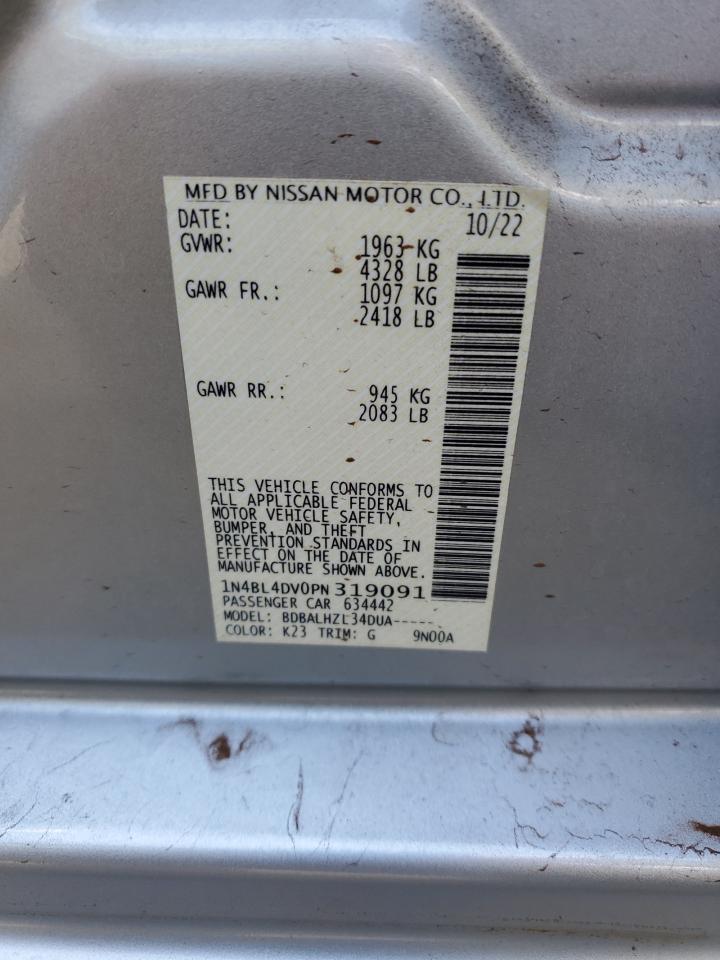 MFD BY NISSAN MOTOR CO., LTD.
DATE: 10/22
GVWR: 1963 KG
4328 LB
GAWR FR.: 1097 KG
2418 LB
GAWR RR.: 945 KG
2083 LB
THIS VEHICLE CONFORMS TO
ALL APPLICABLE FEDERAL
MOTOR VEHICLE SAFETY,
BUMPER, AND THEFT
PREVENTION STANDARDS IN
EFFECT ON THE DATE OF
MANUFACTURE SHOWN ABOVE.
1N4BL4DV0PN 319091
PASSENGER CAR 634442
MODEL: BDBALHZL34DUA-----
COLOR: K23 TRIM: G 9N00A